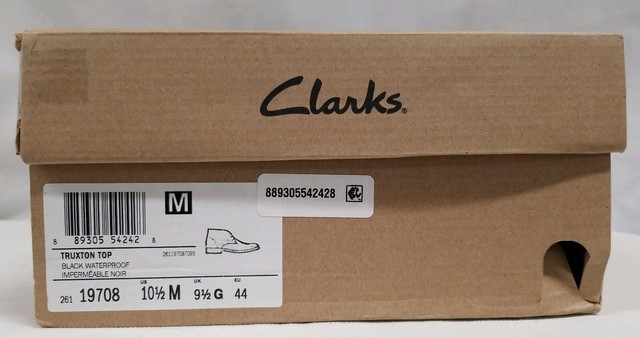 Clarks®
889305542428
M
8 89305 54242 8
TRUXTON TOP 261197087095
BLACK WATERPROOF
IMPERMÉABLE NOIR
US UK EU
261 19708 10½ M 9½ G 44